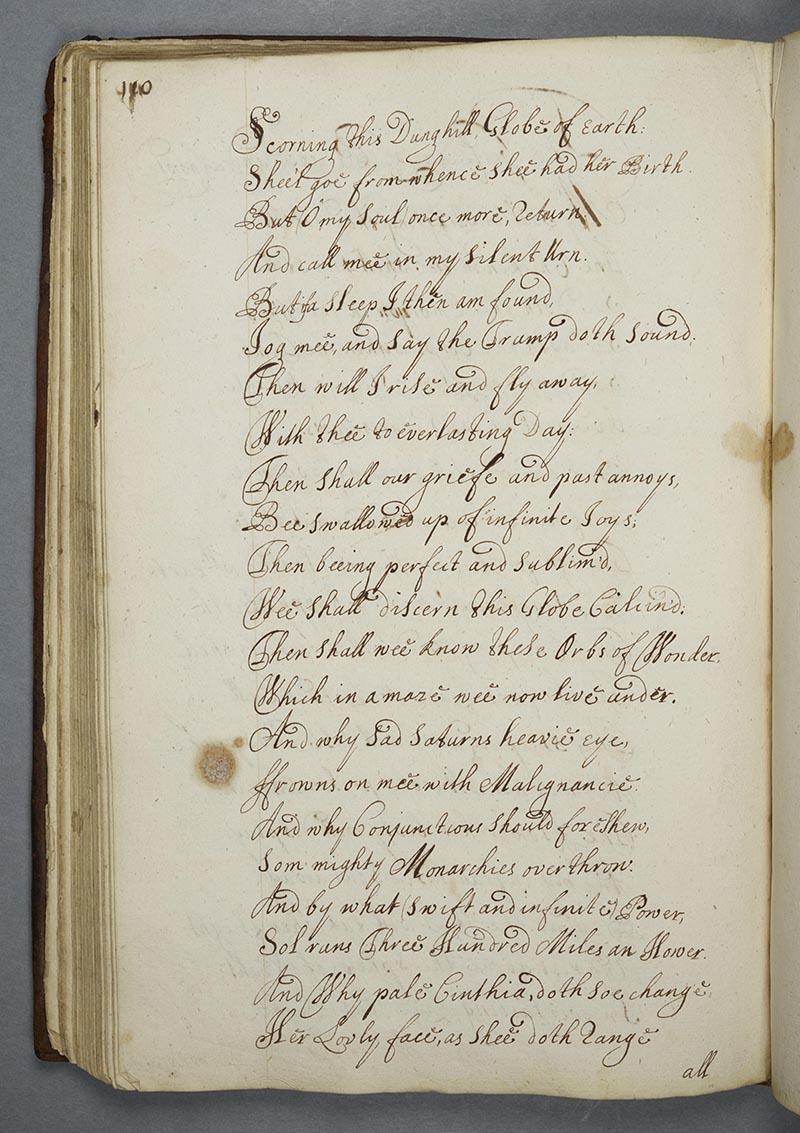 110
Scorning this Dunghill Globe of Earth:
Shee'l goe from whence Shee had her Birth.
But (O my Soul) once more, Return
And call mee in my Silent Urn.
But if a Sleep I then am found,
Jog mee, and Say the Trump doth Sound.
Then will I rise and fly away,
With thee to everlasting Day:
Then Shall our griefe and past annoys,
Bee Swallowed up of infinite Joys;
Then beeing perfect and Sublim'd,
Wee Shall discern this Globe Calcin'd:
Then Shall wee know these Orbs of Wonder,
Which in amaze wee now live under.
And why Sad Saturns heavie eye,
ffrowns on mee with Malignancie.
And why Conjunctious Should foreshew,
Som mighty Monarchies overthrow.
And by what (Swift and infinite) Power,
Sol runs Three Hundred Miles an Hower.
And Why pale Cinthia, doth Soe change
Her Lovly face, as Shee doth Range
all